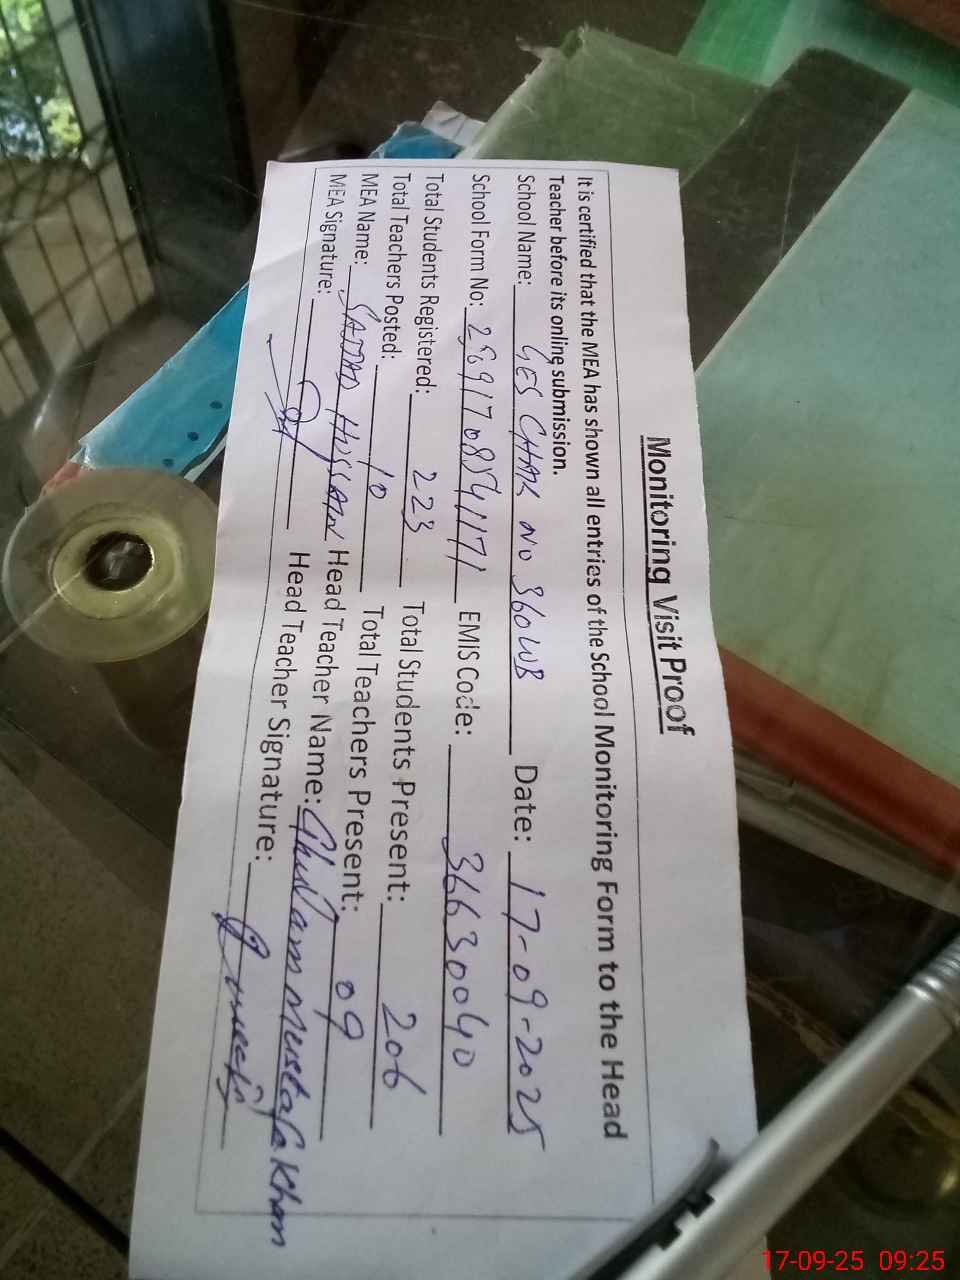 Monitoring Visit Proof
It is certified that the MEA has shown all entries of the School Monitoring Form to the Head
Teacher before its online submission.
School Name: GES CHAK NO 360WB Date: 17-09-2025
School Form No: EMIS Code: 36630040
Total Students Registered: 223 Total Students Present: 206
Total Teachers Posted: 10 Total Teachers Present: 09
MEA Name: SAJJAD HUSSAIN Head Teacher Name: Ghulam Mustafa Khan
MEA Signature: Head Teacher Signature:
17-09-25 09:25